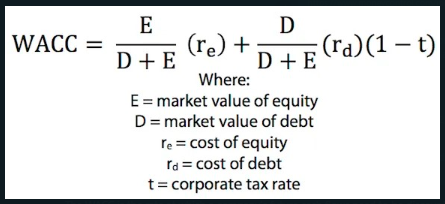 WACC = E / D + E (rₑ) + D / D + E (r_d)(1 – t)
Where:
E = market value of equity
D = market value of debt
rₑ = cost of equity
r_d = cost of debt
t = corporate tax rate